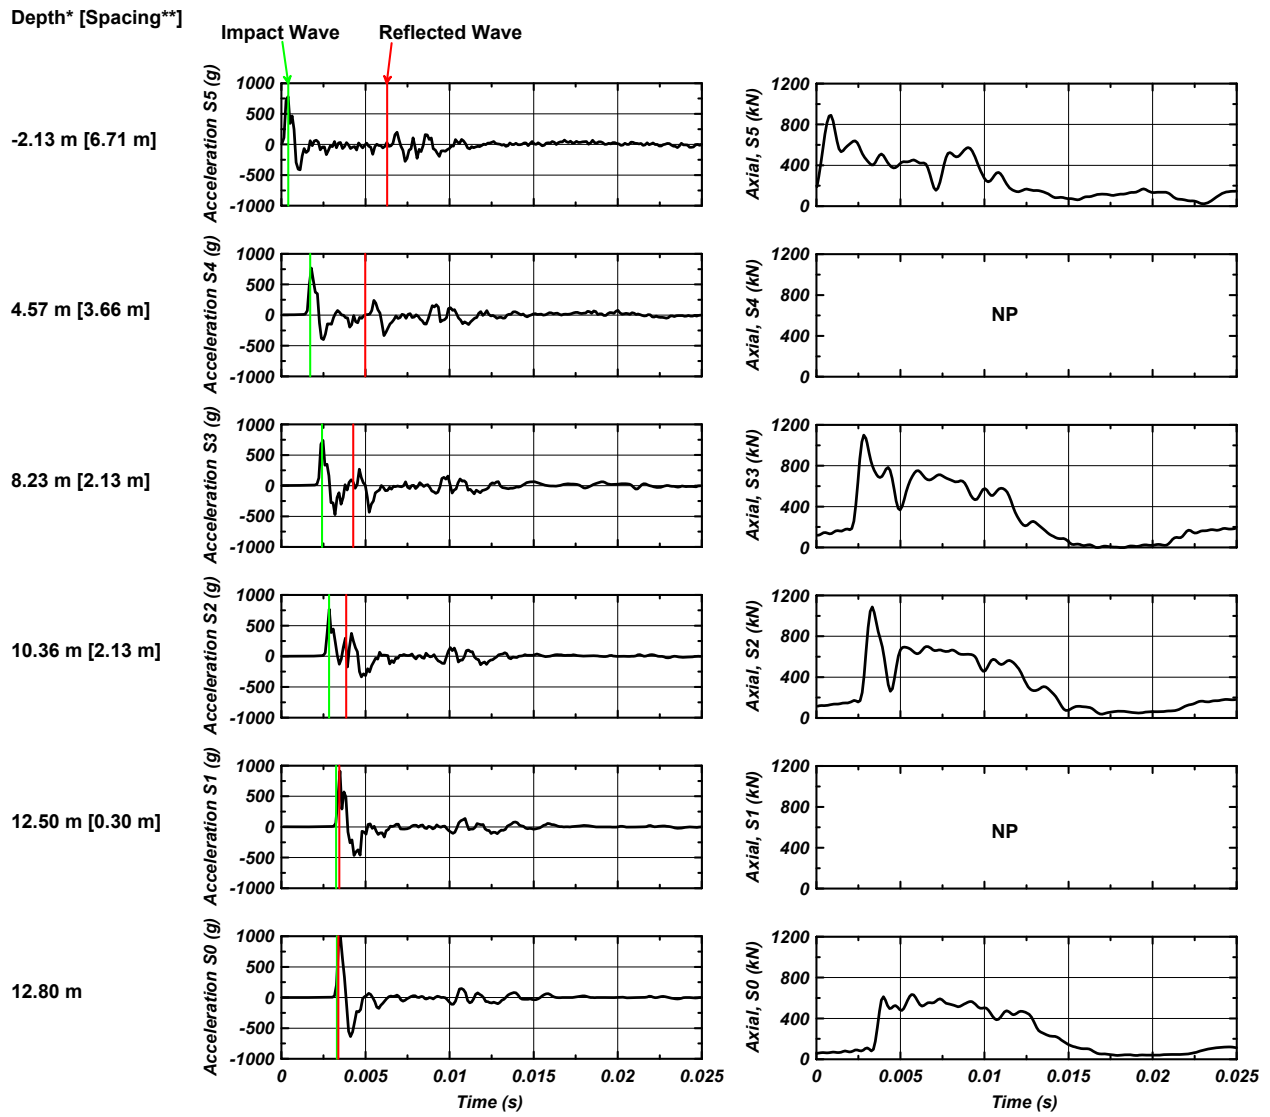 Depth* [Spacing**]
Impact Wave
Reflected Wave
-2.13 m [6.71 m]
Acceleration S5 (g)
1000
500
0
-500
-1000
Axial, S5 (kN)
1200
800
400
0
4.57 m [3.66 m]
Acceleration S4 (g)
1000
500
0
-500
-1000
Axial, S4 (kN)
1200
800
400
0
NP
8.23 m [2.13 m]
Acceleration S3 (g)
1000
500
0
-500
-1000
Axial, S3 (kN)
1200
800
400
0
10.36 m [2.13 m]
Acceleration S2 (g)
1000
500
0
-500
-1000
Axial, S2 (kN)
1200
800
400
0
12.50 m [0.30 m]
Acceleration S1 (g)
1000
500
0
-500
-1000
Axial, S1 (kN)
1200
800
400
0
NP
12.80 m
Acceleration S0 (g)
1000
500
0
-500
-1000
0 0.005 0.01 0.015 0.02 0.025
Time (s)
Axial, S0 (kN)
1200
800
400
0
0 0.005 0.01 0.015 0.02 0.025
Time (s)